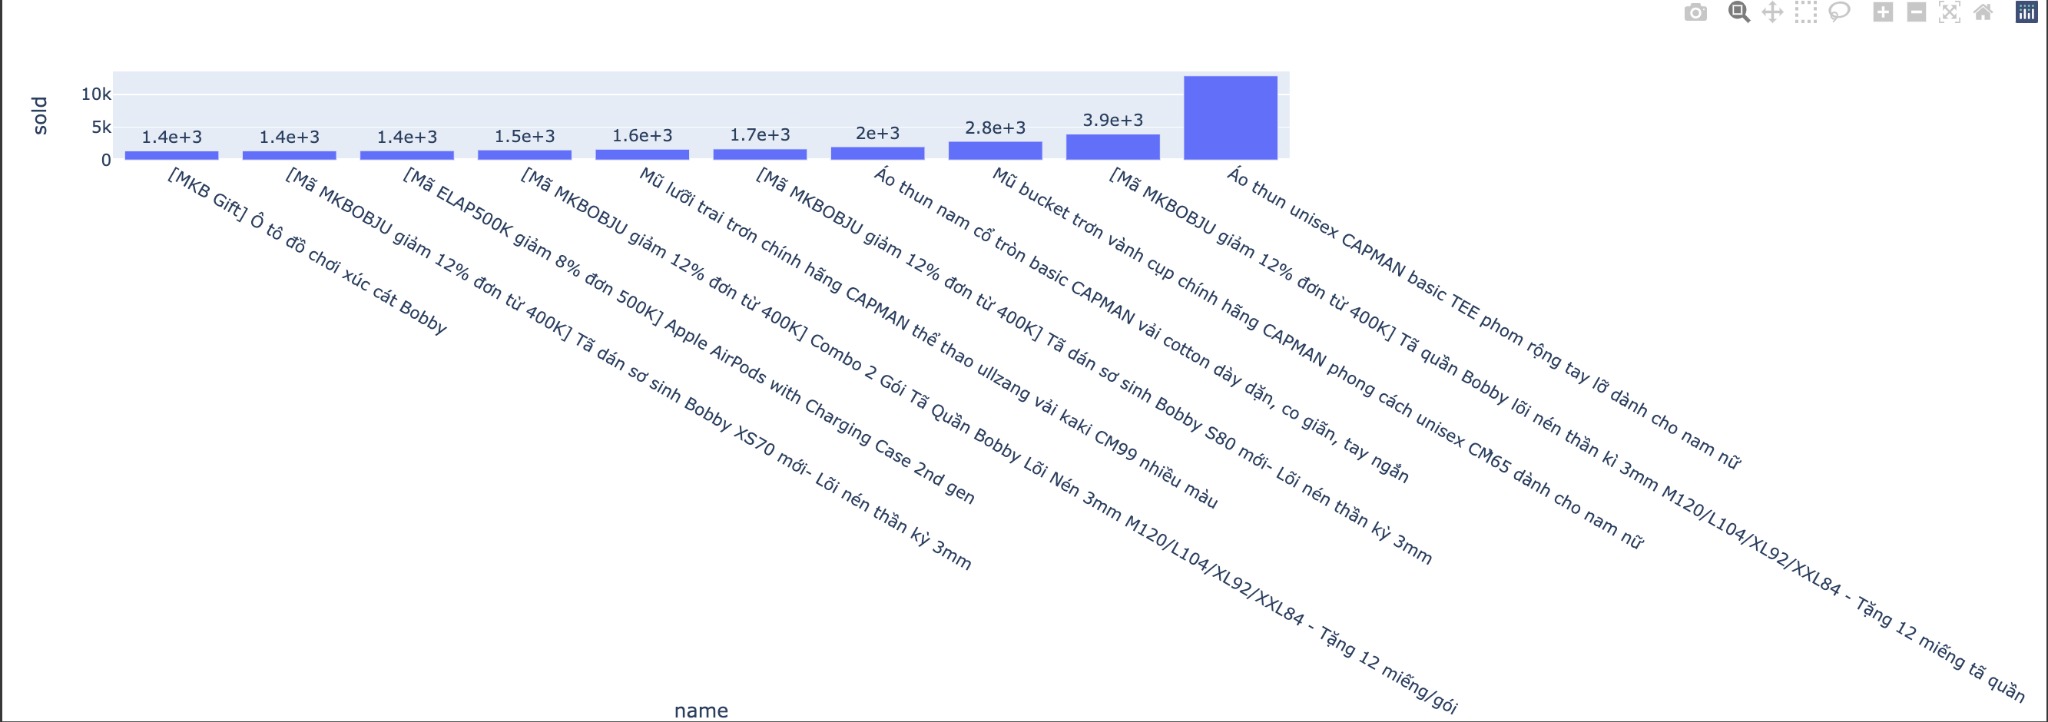 sold
10k
5k
0
1.4e+3
1.4e+3
1.4e+3
1.5e+3
1.6e+3
1.7e+3
2e+3
2.8e+3
3.9e+3
[MKB Gift] Ô tô đồ chơi xúc cát Bobby
[Mã MKBOBJU giảm 12% đơn từ 400K] Tã dán sơ sinh Bobby XS70 mới- Lõi nén thần kỳ 3mm
[Mã ELAP500K giảm 8% đơn 500K] Apple AirPods with Charging Case 2nd gen
[Mã MKBOBJU giảm 12% đơn từ 400K] Combo 2 Gói Tã Quần Bobby Lõi Nén 3mm M120/L104/XL92/XXL84 - Tặng 12 miếng/gói
Mũ lưỡi trai trơn chính hãng CAPMAN thể thao ullzang vải kaki CM99 nhiều màu
[Mã MKBOBJU giảm 12% đơn từ 400K] Tã dán sơ sinh Bobby S80 mới- Lõi nén thần kỳ 3mm
Áo thun nam cổ tròn basic CAPMAN vải cotton dày dặn, co giãn, tay ngắn
Mũ bucket trơn vành cụp chính hãng CAPMAN phong cách unisex CM65 dành cho nam nữ
[Mã MKBOBJU giảm 12% đơn từ 400K] Tã quần Bobby lõi nén thần kì 3mm M120/L104/XL92/XXL84 - Tặng 12 miếng tã quần
Áo thun unisex CAPMAN basic TEE phom rộng tay lỡ dành cho nam nữ
name